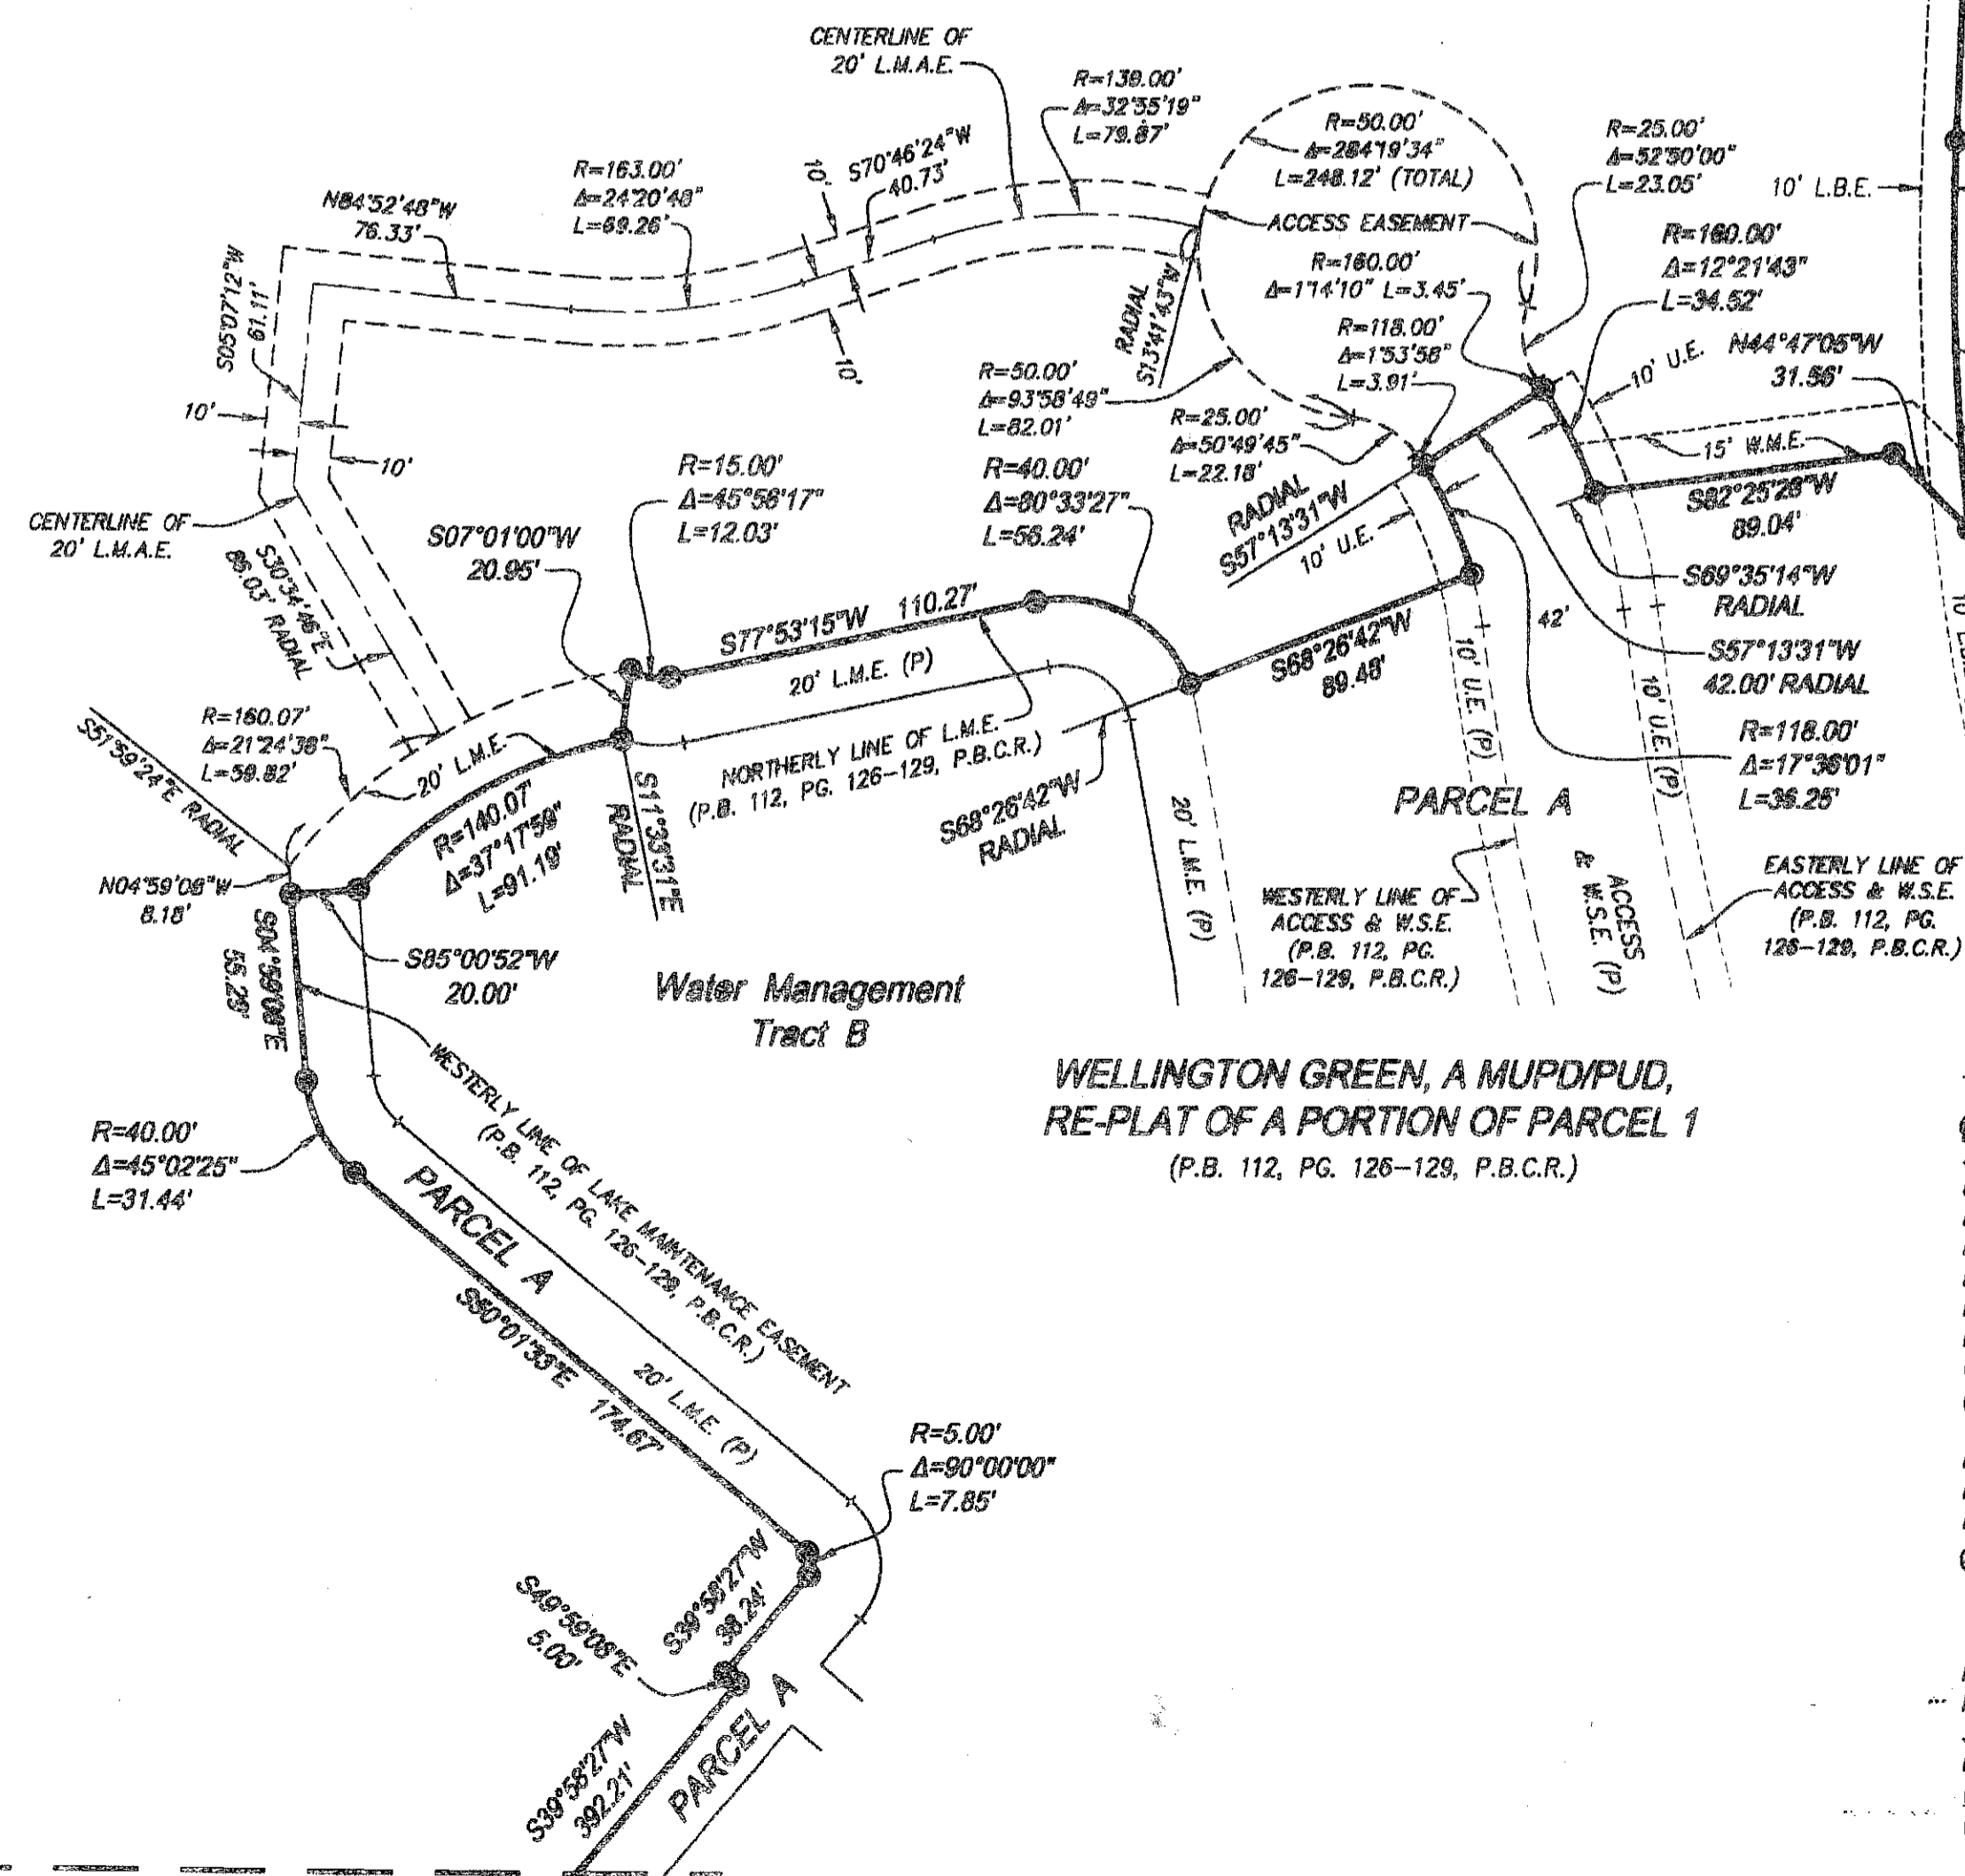 CENTERLINE OF
20' L.M.A.E.
R=139.00'
Δ=32°55'19"
L=79.87'
R=50.00'
Δ=284°19'34"
L=248.12' (TOTAL)
R=25.00'
Δ=52°50'00"
L=23.05'
10' L.B.E.
R=163.00'
Δ=24°20'48"
L=69.26'
10'
S70°46'24"W
40.73'
N84°52'48"W
76.33'
ACCESS EASEMENT
R=160.00'
Δ=12°21'43"
L=34.52'
R=160.00'
Δ=1°14'10" L=3.45'
S05°07'12"W
61.11'
RADIAL
S13°41'43"W
R=118.00'
Δ=1°53'58"
L=3.91'
10' U.E.
N44°47'05"W
31.56'
10'
R=50.00'
Δ=93°58'49"
L=82.01'
10'
10'
R=25.00'
Δ=50°49'45"
L=22.18'
15' W.M.E.
R=15.00'
Δ=45°56'17"
L=12.03'
R=40.00'
Δ=80°33'27"
L=56.24'
RADIAL
S57°13'31"W
10' U.E.
S82°25'28"W
89.04'
CENTERLINE OF
20' L.M.A.E.
S07°01'00"W
20.95'
S30°34'46"E
86.03' RADIAL
S69°35'14"W
RADIAL
42'
S77°53'15"W 110.27'
20' L.M.E. (P)
S68°26'42"W
89.48'
10' U.E. (P)
10' U.E. (P)
S57°13'31"W
42.00' RADIAL
R=160.07'
Δ=21°24'36"
L=59.82'
20' L.M.E.
S51°59'24"E RADIAL
NORTHERLY LINE OF L.M.E.
(P.B. 112, PG. 126-129, P.B.C.R.)
R=118.00'
Δ=17°36'01"
L=36.25'
S68°26'42"W
RADIAL
20' L.M.E (P)
PARCEL A
R=140.07'
Δ=37°17'59"
L=91.19'
S11°33'31"E
RADIAL
N04°59'08"W
8.18'
WESTERLY LINE OF
ACCESS & W.S.E.
(P.B. 112, PG.
126-129, P.B.C.R.)
ACCESS
& W.S.E. (P)
EASTERLY LINE OF
ACCESS & W.S.E.
(P.B. 112, PG.
126-129, P.B.C.R.)
S04°59'08"E
55.29'
S85°00'52"W
20.00'
Water Management
Tract B
WELLINGTON GREEN, A MUPD/PUD,
RE-PLAT OF A PORTION OF PARCEL 1
(P.B. 112, PG. 126-129, P.B.C.R.)
WESTERLY LINE OF LAKE MAINTENANCE EASEMENT
(P.B. 112, PG. 126-129, P.B.C.R.)
R=40.00'
Δ=45°02'25"
L=31.44'
PARCEL A
S50°01'33"E 174.67'
20' L.M.E. (P)
R=5.00'
Δ=90°00'00"
L=7.85'
S39°58'27"W
38.24'
S49°59'08"E
5.00'
S39°58'27"W
392.21'
PARCEL A